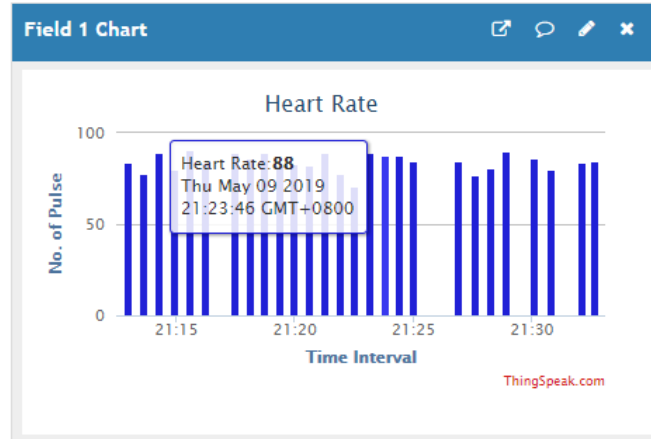 Field 1 Chart
Heart Rate
100
50
0
No. of Pulse
Heart Rate:88
Thu May 09 2019
21:23:46 GMT+0800
21:15
21:20
21:25
21:30
Time Interval
ThingSpeak.com